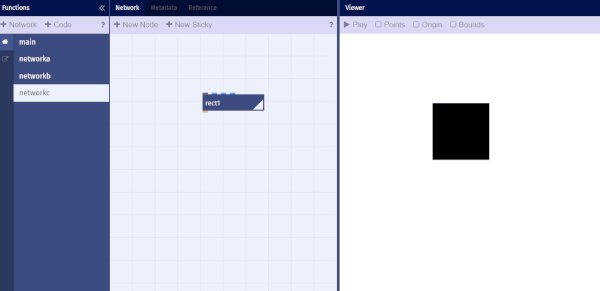 Functions
Network Code ?
main
networka
networkb
networkc
Network Metadata Reference
New Node New Sticky ?
rect1
Viewer
Play Points Origin Bounds